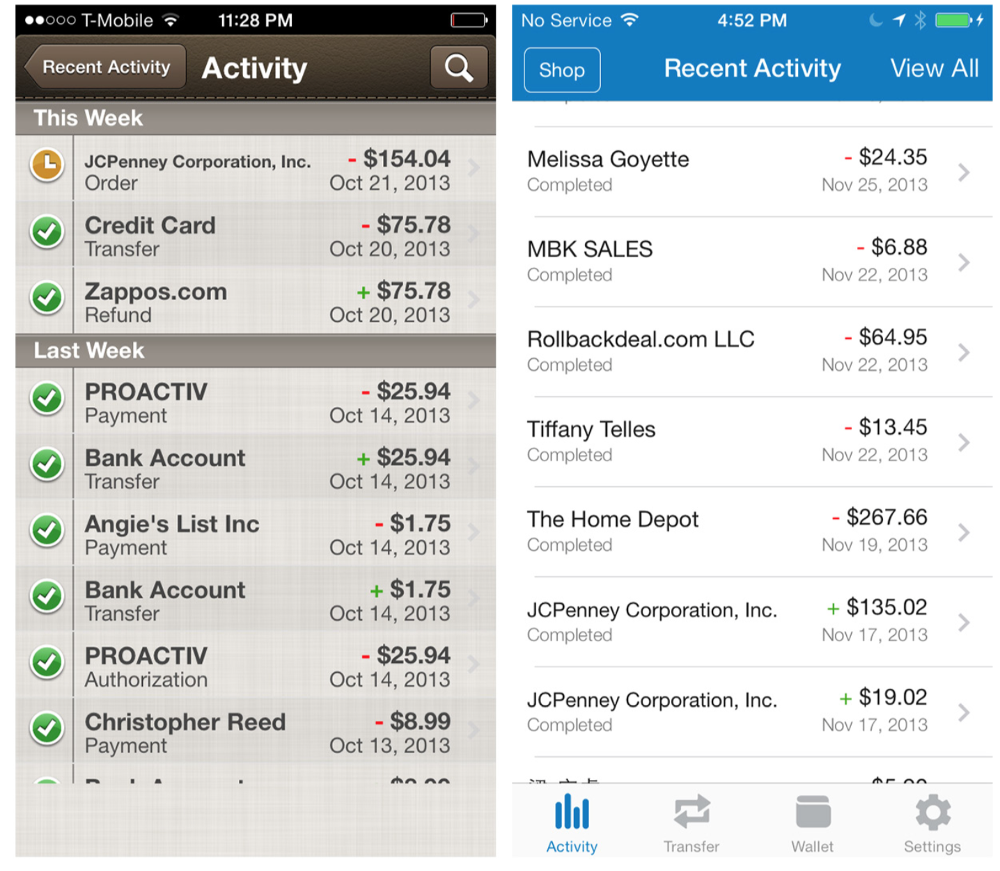 T-Mobile 11:28 PM
Recent Activity Activity
This Week
JCPenney Corporation, Inc. - $154.04
Order Oct 21, 2013
Credit Card - $75.78
Transfer Oct 20, 2013
Zappos.com + $75.78
Refund Oct 20, 2013
Last Week
PROACTIV - $25.94
Payment Oct 14, 2013
Bank Account + $25.94
Transfer Oct 14, 2013
Angie's List Inc - $1.75
Payment Oct 14, 2013
Bank Account + $1.75
Transfer Oct 14, 2013
PROACTIV - $25.94
Authorization Oct 14, 2013
Christopher Reed - $8.99
Payment Oct 13, 2013
No Service 4:52 PM
Shop Recent Activity View All
Melissa Goyette - $24.35
Completed Nov 25, 2013
MBK SALES - $6.88
Completed Nov 22, 2013
Rollbackdeal.com LLC - $64.95
Completed Nov 22, 2013
Tiffany Telles - $13.45
Completed Nov 22, 2013
The Home Depot - $267.66
Completed Nov 19, 2013
JCPenney Corporation, Inc. + $135.02
Completed Nov 17, 2013
JCPenney Corporation, Inc. + $19.02
Completed Nov 17, 2013
Activity Transfer Wallet Settings